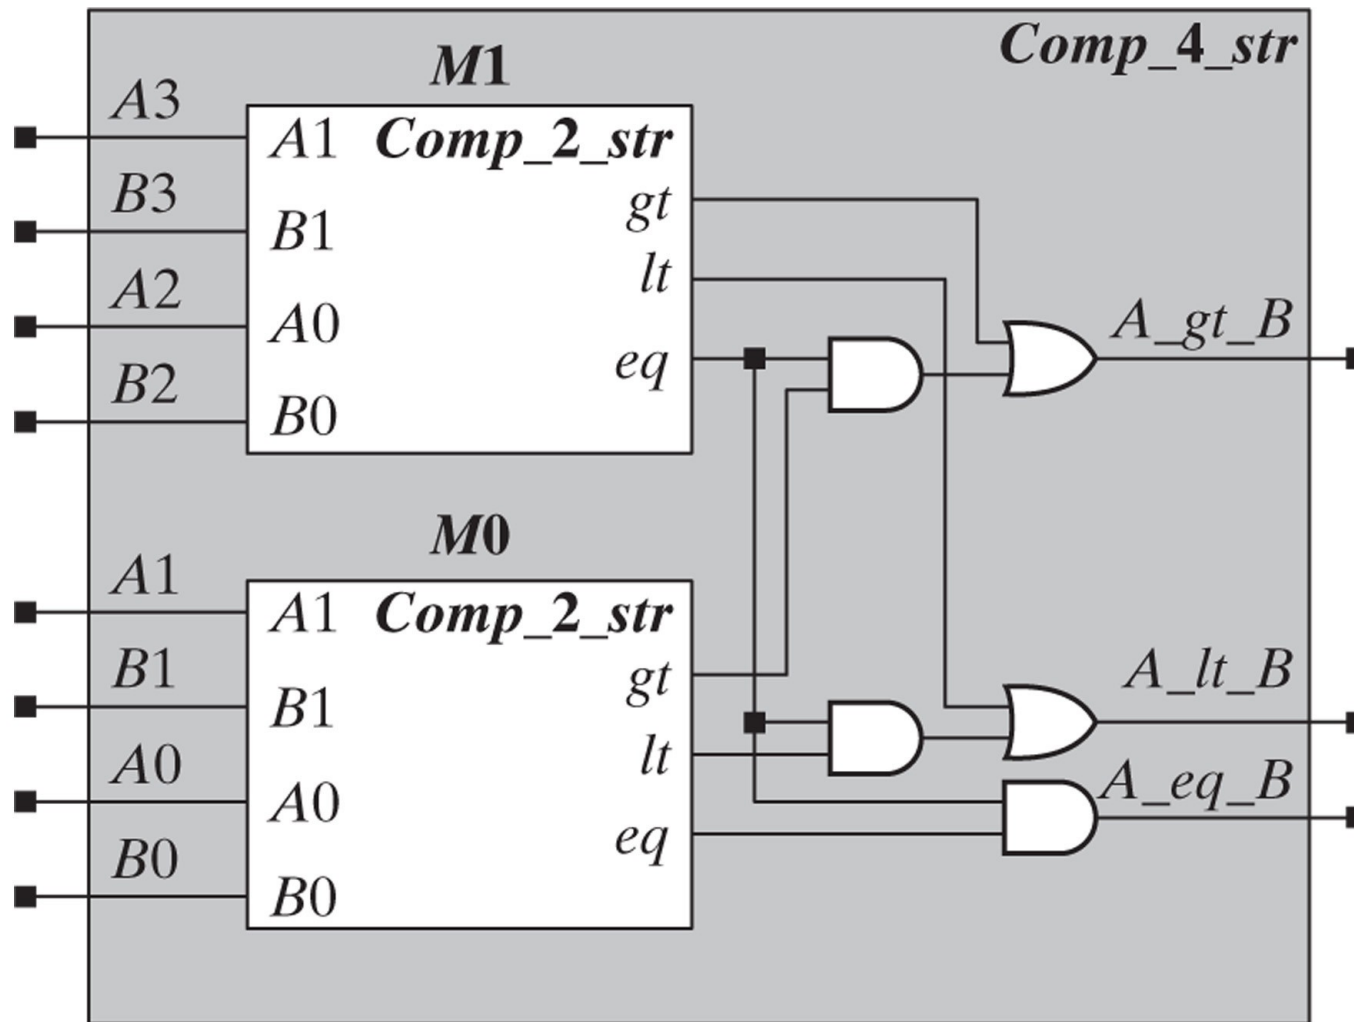 Comp_4_str
M1
A3
B3
A2
B2
A1 Comp_2_str
B1
A0
B0
gt
lt
eq
A_gt_B
M0
A1
B1
A0
B0
A1 Comp_2_str
B1
A0
B0
gt
lt
eq
A_lt_B
A_eq_B